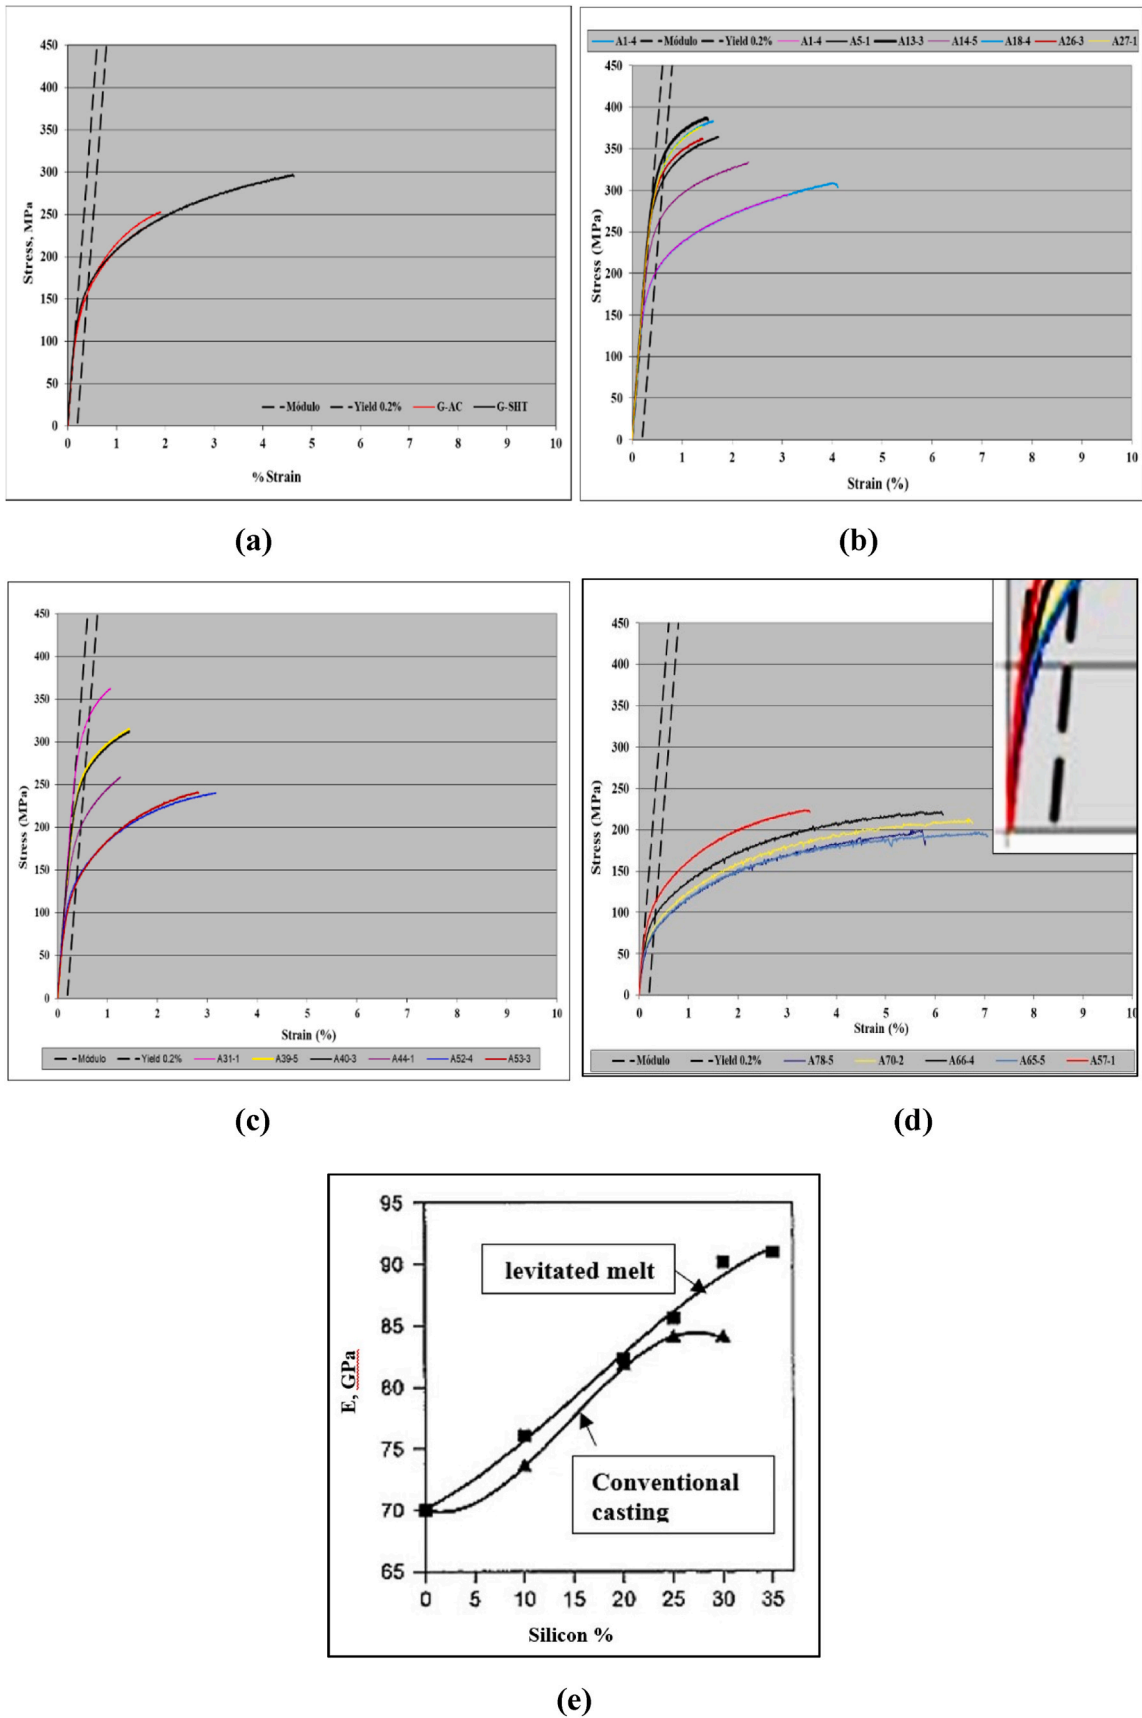 450
400
350
300
250
200
150
100
50
0
Stress, MPa
0 1 2 3 4 5 6 7 8 9 10
% Strain
Módulo Yield 0.2% G-AC G-SHT
(a)
A1-4 Módulo Yield 0.2% A1-4 A5-1 A13-3 A14-5 A18-4 A26-3 A27-1
450
400
350
300
250
200
150
100
50
0
Stress (MPa)
0 1 2 3 4 5 6 7 8 9 10
Strain (%)
(b)
450
400
350
300
250
200
150
100
50
0
Stress (MPa)
0 1 2 3 4 5 6 7 8 9 10
Strain (%)
Módulo Yield 0.2% A31-1 A39-5 A40-3 A44-1 A52-4 A53-3
(c)
450
400
350
300
250
200
150
100
50
0
Stress (MPa)
0 1 2 3 4 5 6 7 8 9 10
Strain (%)
Módulo Yield 0.2% A78-5 A70-2 A66-4 A65-5 A57-1
(d)
95
90
85
80
75
70
65
E, GPa
levitated melt
Conventional
casting
0 5 10 15 20 25 30 35
Silicon %
(e)